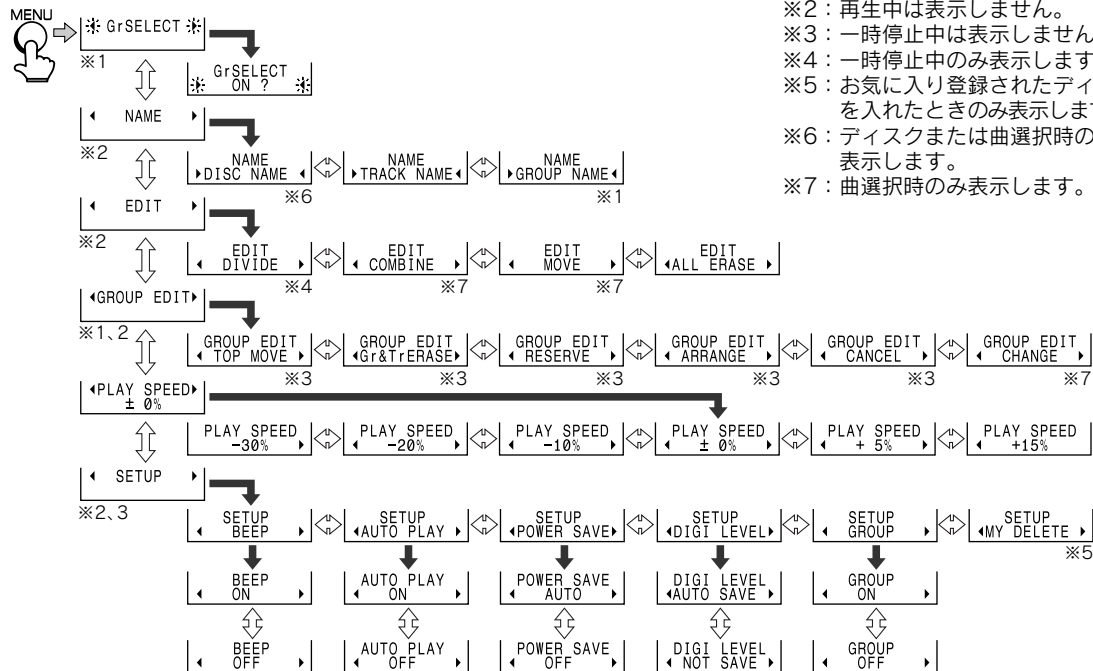 MENU
GrSELECT
※1
GrSELECT
ON ?
NAME
※2
NAME
DISC NAME
※6
NAME
TRACK NAME
NAME
GROUP NAME
※1
EDIT
※2
EDIT
DIVIDE
※4
EDIT
COMBINE
※7
EDIT
MOVE
※7
EDIT
ALL ERASE
GROUP EDIT
※1、2
GROUP EDIT
TOP MOVE
※3
GROUP EDIT
Gr&TrERASE
※3
GROUP EDIT
RESERVE
※3
GROUP EDIT
ARRANGE
※3
GROUP EDIT
CANCEL
※3
GROUP EDIT
CHANGE
※7
PLAY SPEED
± 0%
PLAY SPEED
-30%
PLAY SPEED
-20%
PLAY SPEED
-10%
PLAY SPEED
± 0%
PLAY SPEED
+ 5%
PLAY SPEED
+15%
SETUP
※2、3
SETUP
BEEP
SETUP
AUTO PLAY
SETUP
POWER SAVE
SETUP
DIGI LEVEL
SETUP
GROUP
SETUP
MY DELETE
※5
BEEP
ON
AUTO PLAY
ON
POWER SAVE
AUTO
DIGI LEVEL
AUTO SAVE
GROUP
ON
BEEP
OFF
AUTO PLAY
OFF
POWER SAVE
OFF
DIGI LEVEL
NOT SAVE
GROUP
OFF
※2：再生中は表示しません。
※3：一時停止中は表示しません
※4：一時停止中のみ表示します
※5：お気に入り登録されたディ
を入れたときのみ表示しま
※6：ディスクまたは曲選択時の
表示します。
※7：曲選択時のみ表示します。